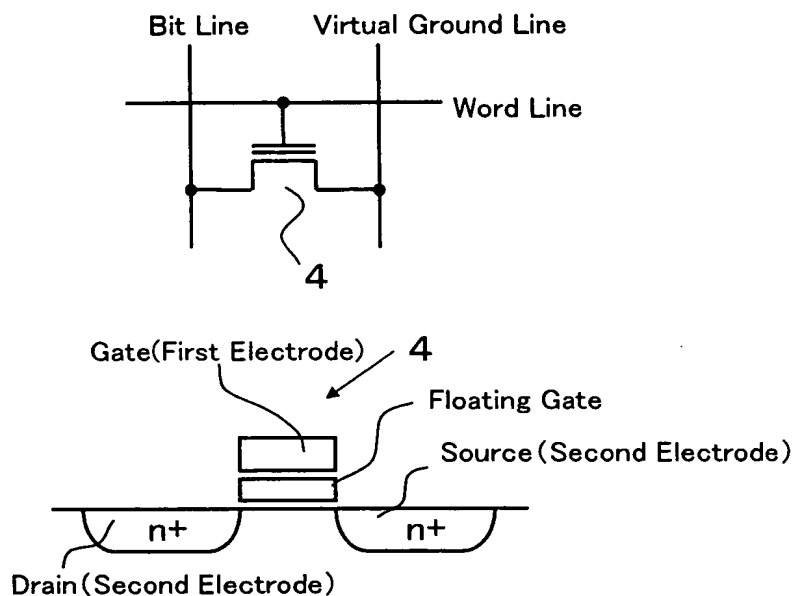 Bit Line
Virtual Ground Line
Word Line
4
Gate(First Electrode)
4
Floating Gate
Source(Second Electrode)
n+
n+
Drain(Second Electrode)